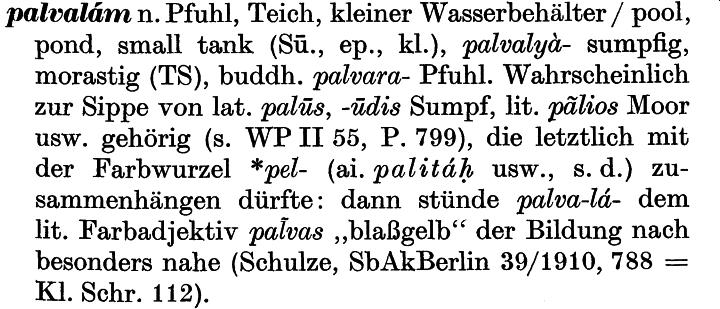 palvalám n. Pfuhl, Teich, kleiner Wasserbehälter / pool,
pond, small tank (Sū., ep., kl.), palvalyà- sumpfig,
morastig (TS), buddh. palvara- Pfuhl. Wahrscheinlich
zur Sippe von lat. palūs, -ūdis Sumpf, lit. pãlios Moor
usw. gehörig (s. WP II 55, P. 799), die letztlich mit
der Farbwurzel *pel- (ai. palitáḥ usw., s. d.) zu-
sammenhängen dürfte: dann stünde palva-lá- dem
lit. Farbadjektiv pal̃vas „blaßgelb“ der Bildung nach
besonders nahe (Schulze, SbAkBerlin 39/1910, 788 =
Kl. Schr. 112).